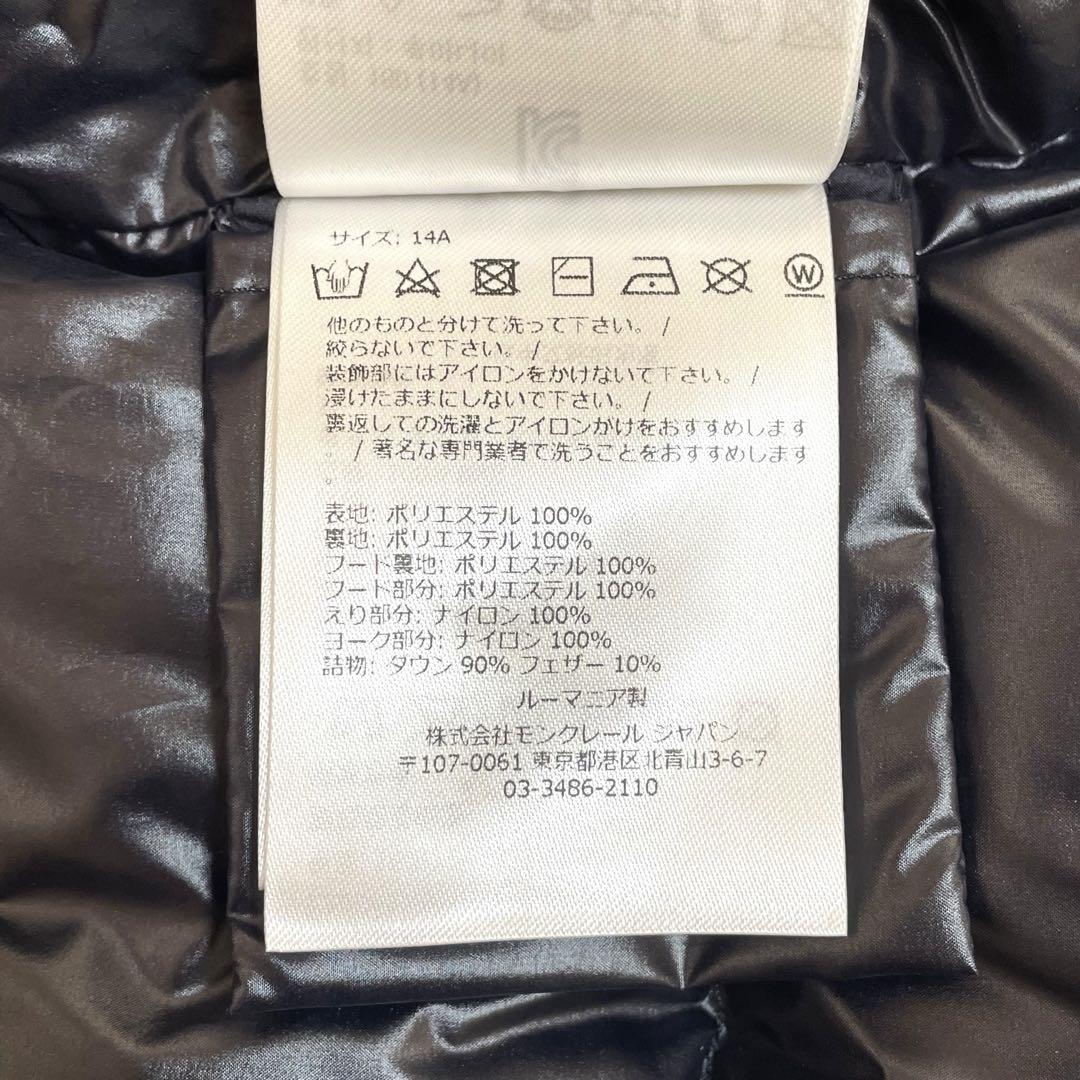 サイズ: 14A
W
他のものと分けて洗って下さい。 /
絞らないで下さい。 /
装飾部にはアイロンをかけないで下さい。 /
浸けたままにしないで下さい。 /
裏返しての洗濯とアイロンかけをおすすめします
。 / 著名な専門業者で洗うことをおすすめします
。
表地: ポリエステル 100%
裏地: ポリエステル 100%
フード裏地: ポリエステル 100%
フード部分: ポリエステル 100%
えり部分: ナイロン 100%
ヨーク部分: ナイロン 100%
詰物: ダウン 90% フェザー 10%
ルーマニア製
株式会社モンクレール ジャパン
〒107-0061 東京都港区北青山3-6-7
03-3486-2110